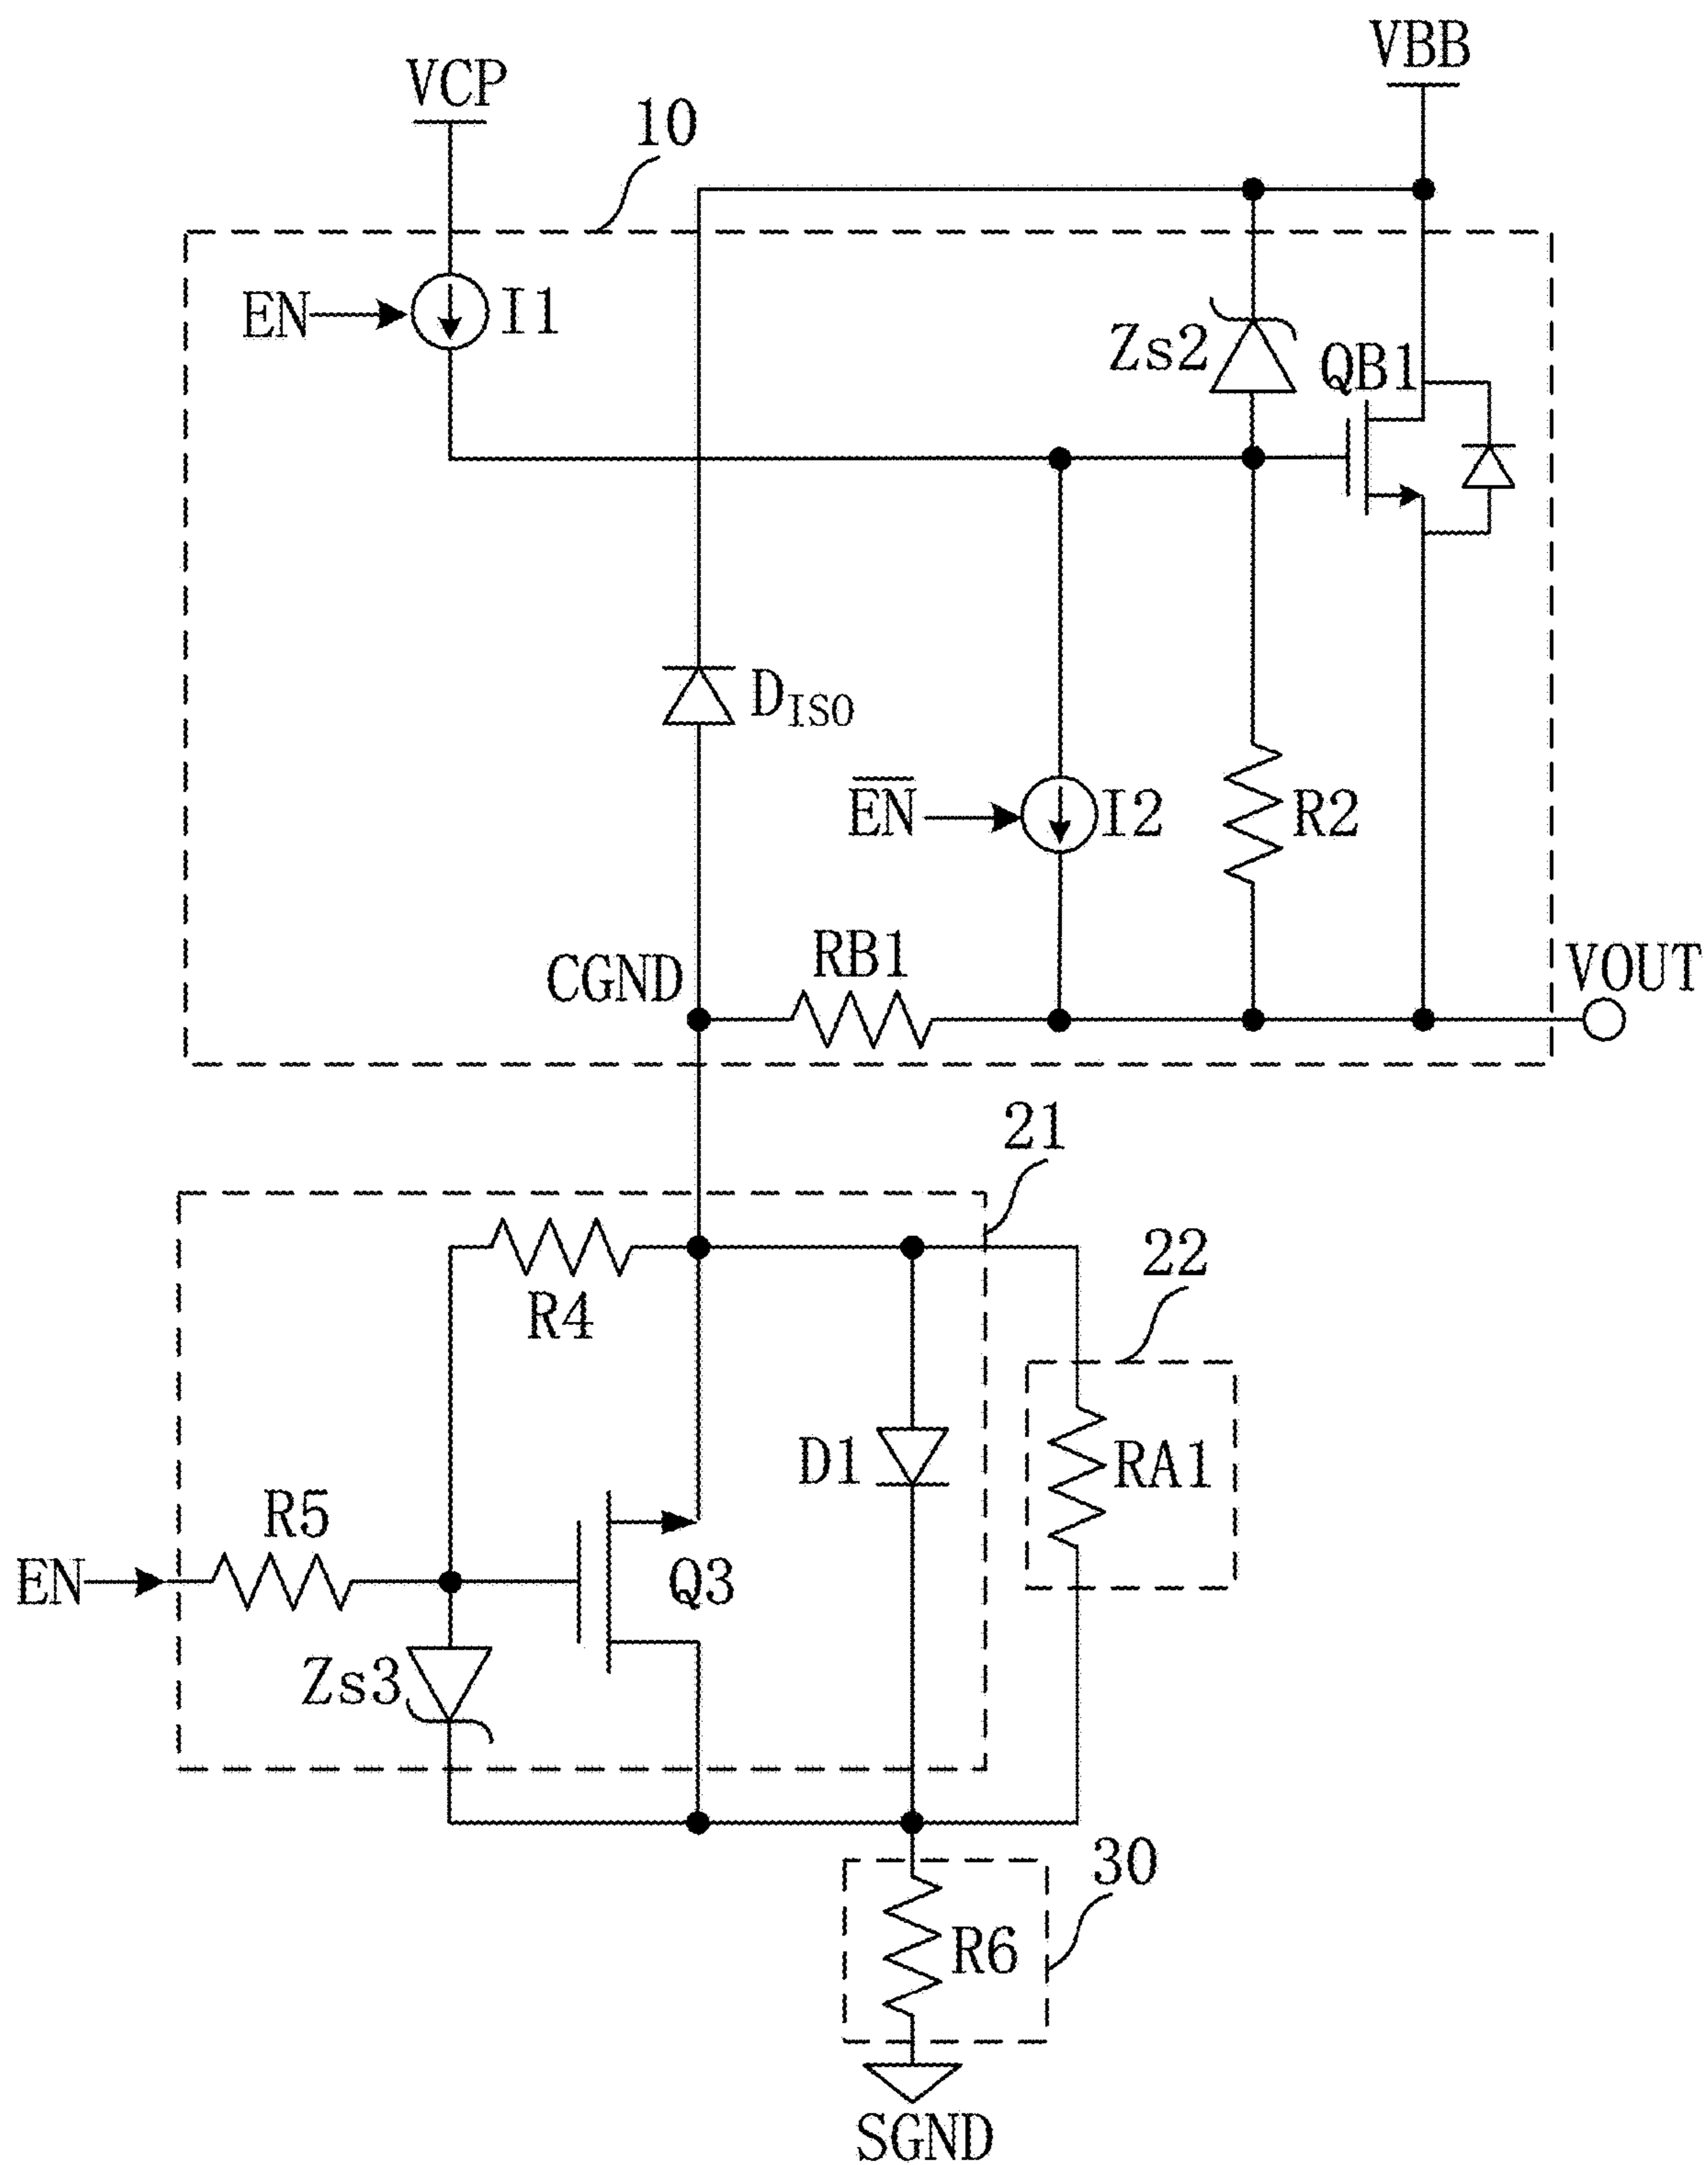 VBB
VCP
10
EN
I1
Zs2
QB1
DISO
EN
I2
R2
RB1
CGND
VOUT
21
22
R4
D1
RA1
R5
EN
Q3
Zs3
30
R6
SGND